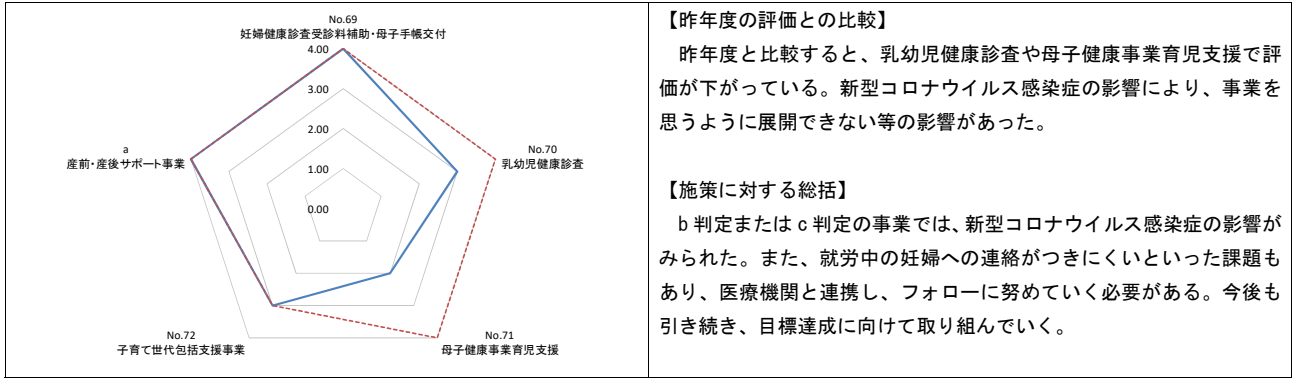 No.69
妊婦健康診査受診料補助・母子手帳交付
4.00
3.00
2.00
1.00
0.00
No.70
乳幼児健康診査
No.71
母子健康事業育児支援
No.72
子育て世代包括支援事業
a
産前・産後サポート事業
【昨年度の評価との比較】
昨年度と比較すると、乳幼児健康診査や母子健康事業育児支援で評
価が下がっている。新型コロナウイルス感染症の影響により、事業を
思うように展開できない等の影響があった。
【施策に対する総括】
b 判定または c 判定の事業では、新型コロナウイルス感染症の影響が
みられた。また、就労中の妊婦への連絡がつきにくいといった課題も
あり、医療機関と連携し、フォローに努めていく必要がある。今後も
引き続き、目標達成に向けて取り組んでいく。